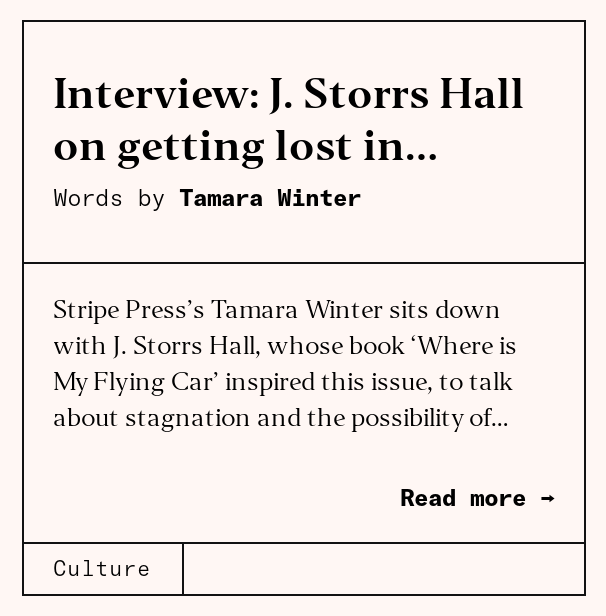 Interview: J. Storrs Hall
on getting lost in...
Words by Tamara Winter
Stripe Press’s Tamara Winter sits down
with J. Storrs Hall, whose book ‘Where is
My Flying Car’ inspired this issue, to talk
about stagnation and the possibility of...
Read more →
Culture